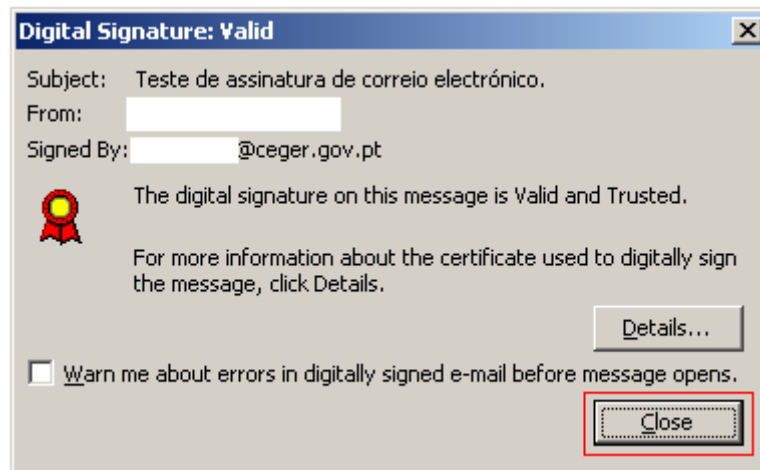 Digital Signature: Valid
Subject: Teste de assinatura de correio electrónico.
From:
Signed By: @ceger.gov.pt
The digital signature on this message is Valid and Trusted.
For more information about the certificate used to digitally sign
the message, click Details.
Details...
Warn me about errors in digitally signed e-mail before message opens.
Close